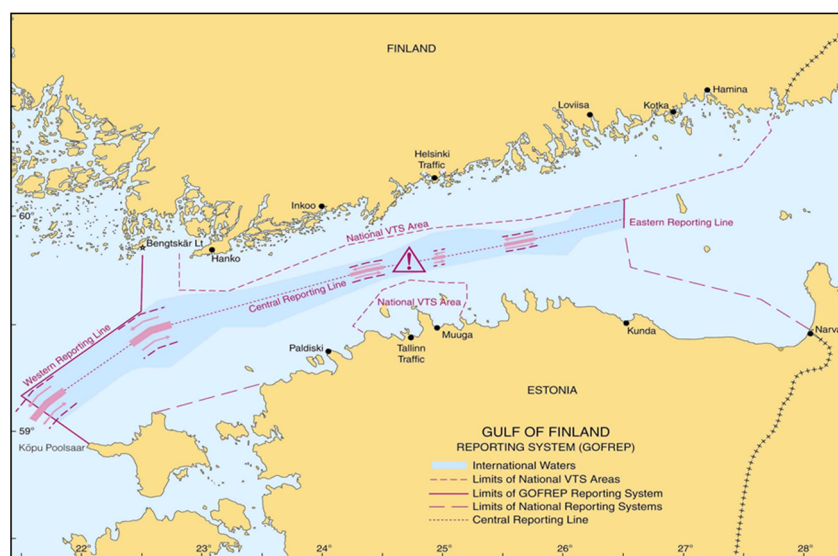 FINLAND
Hamina
Loviisa
Kotka
Helsinki
Traffic
Inkoo
60°
Bengtskär Lt
Hanko
National VTS Area
Eastern Reporting Line
Central Reporting Line
!
National VTS Area
Western Reporting Line
Paldiski
Tallinn
Traffic
Muuga
Kunda
Narva
ESTONIA
59°
Kõpu Poolsaar
GULF OF FINLAND
REPORTING SYSTEM (GOFREP)
International Waters
Limits of National VTS Areas
Limits of GOFREP Reporting System
Limits of National Reporting Systems
Central Reporting Line
22° 23° 24° 25° 26° 27° 28°